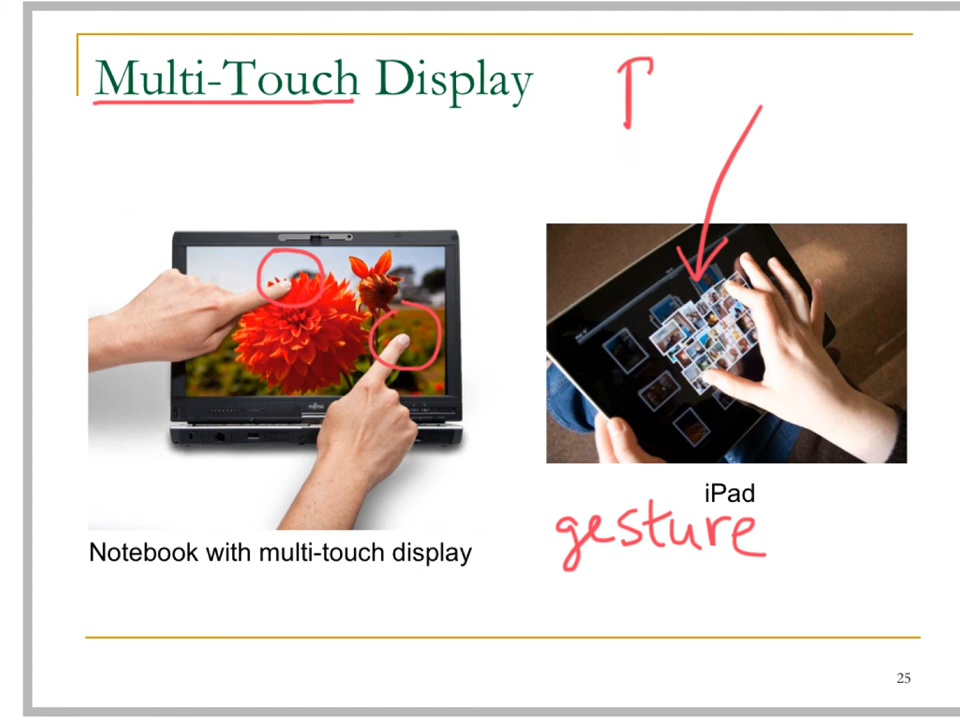 Multi-Touch Display
iPad
gesture
Notebook with multi-touch display
25